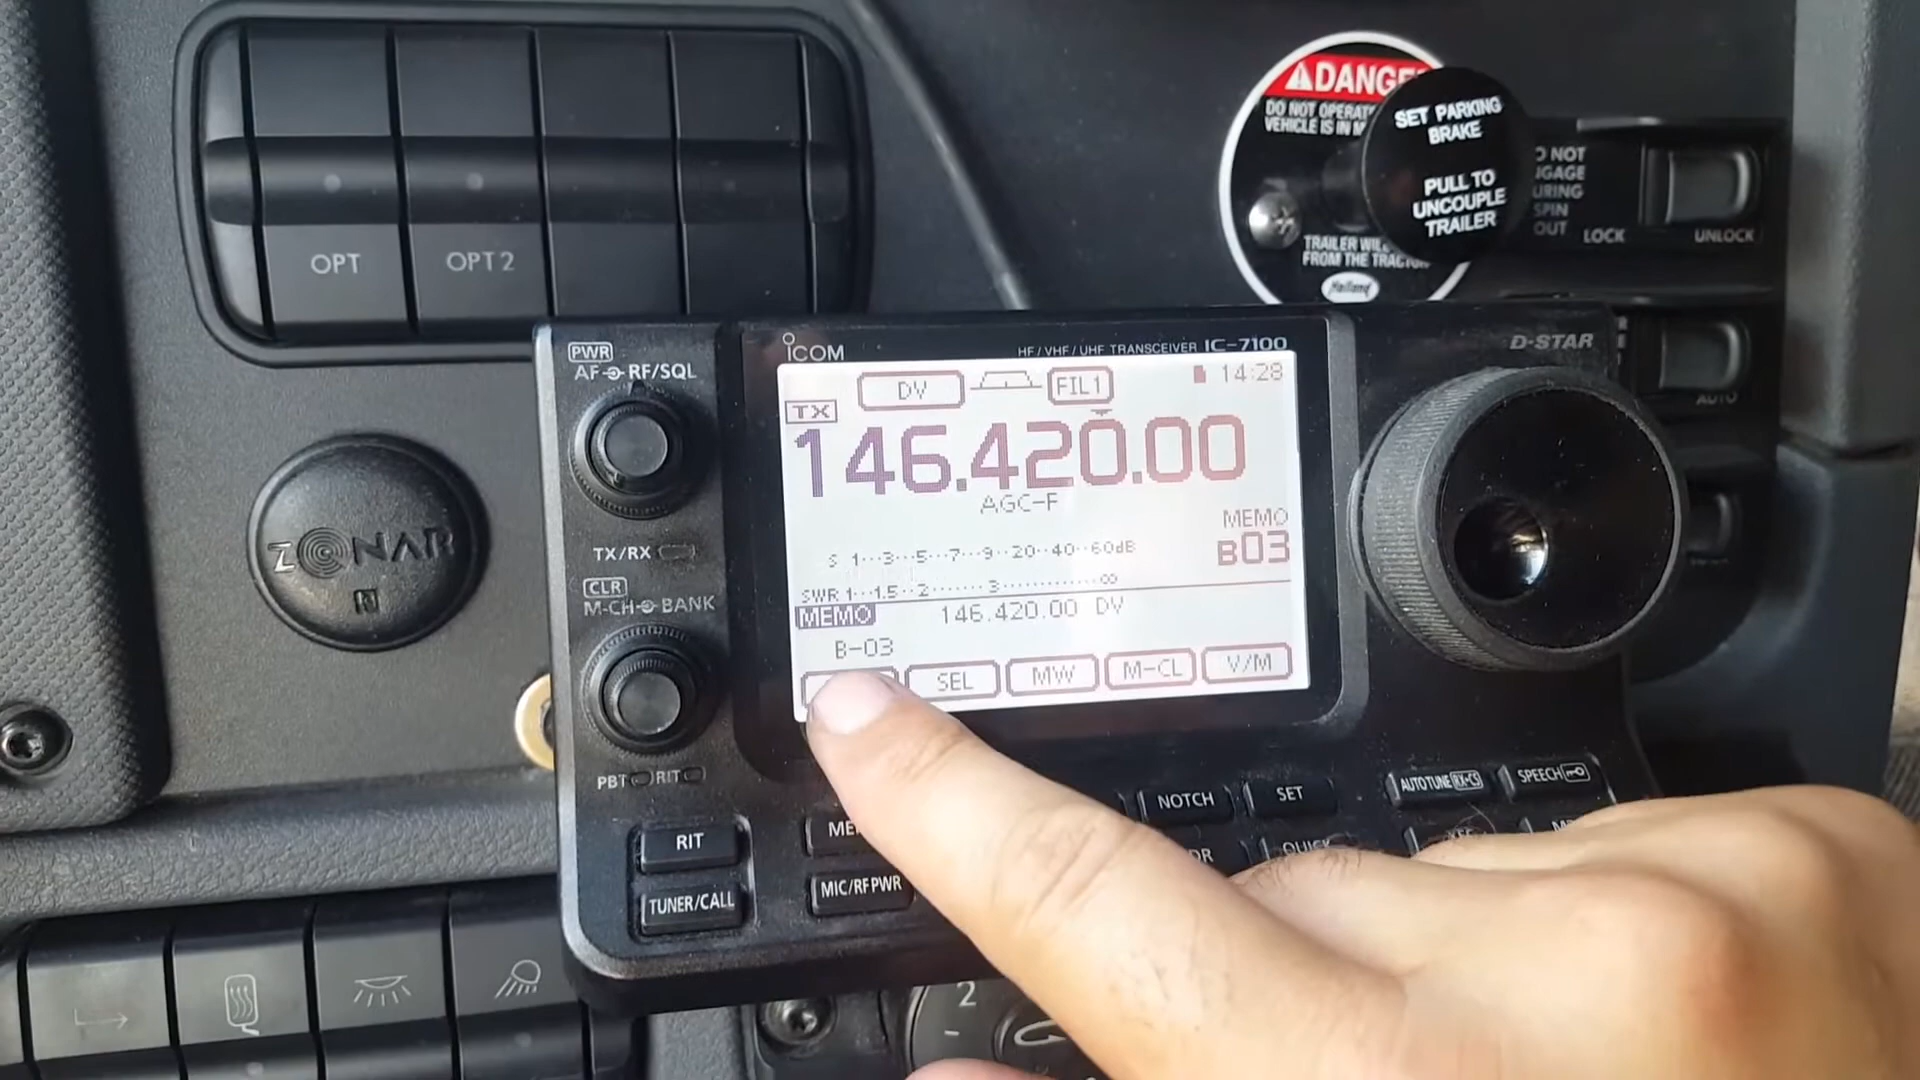 OPT
OPT 2
DANGE
DO NOT OPERAT
VEHICLE IS IN M
SET PARKING
BRAKE
PULL TO
UNCOUPLE
TRAILER
TRAILER WILL
FROM THE TRACTOR
Holland
O NOT
NGAGE
URING
SPIN
OUT
LOCK
UNLOCK
AUTO
ZONAR
PWR
AF RF/SQL
TX/RX
CLR
M-CH BANK
PBT RIT
RIT
TUNER/CALL
ICOM
HF/VHF/UHF TRANSCEIVER IC-7100
D-STAR
DV
FIL1
14:28
TX
146.420.00
AGC-F
MEMO
B03
S 1···3···5···7···9··20··40··60dB
SWR 1···1.5··2········3············∞
MEMO 146.420.00 DV
B-03
SEL
MW
M-CL
V/M
NOTCH
SET
AUTOTUNE RX→CS
SPEECH
ME
DR
QUICK
MIC/RF PWR
2